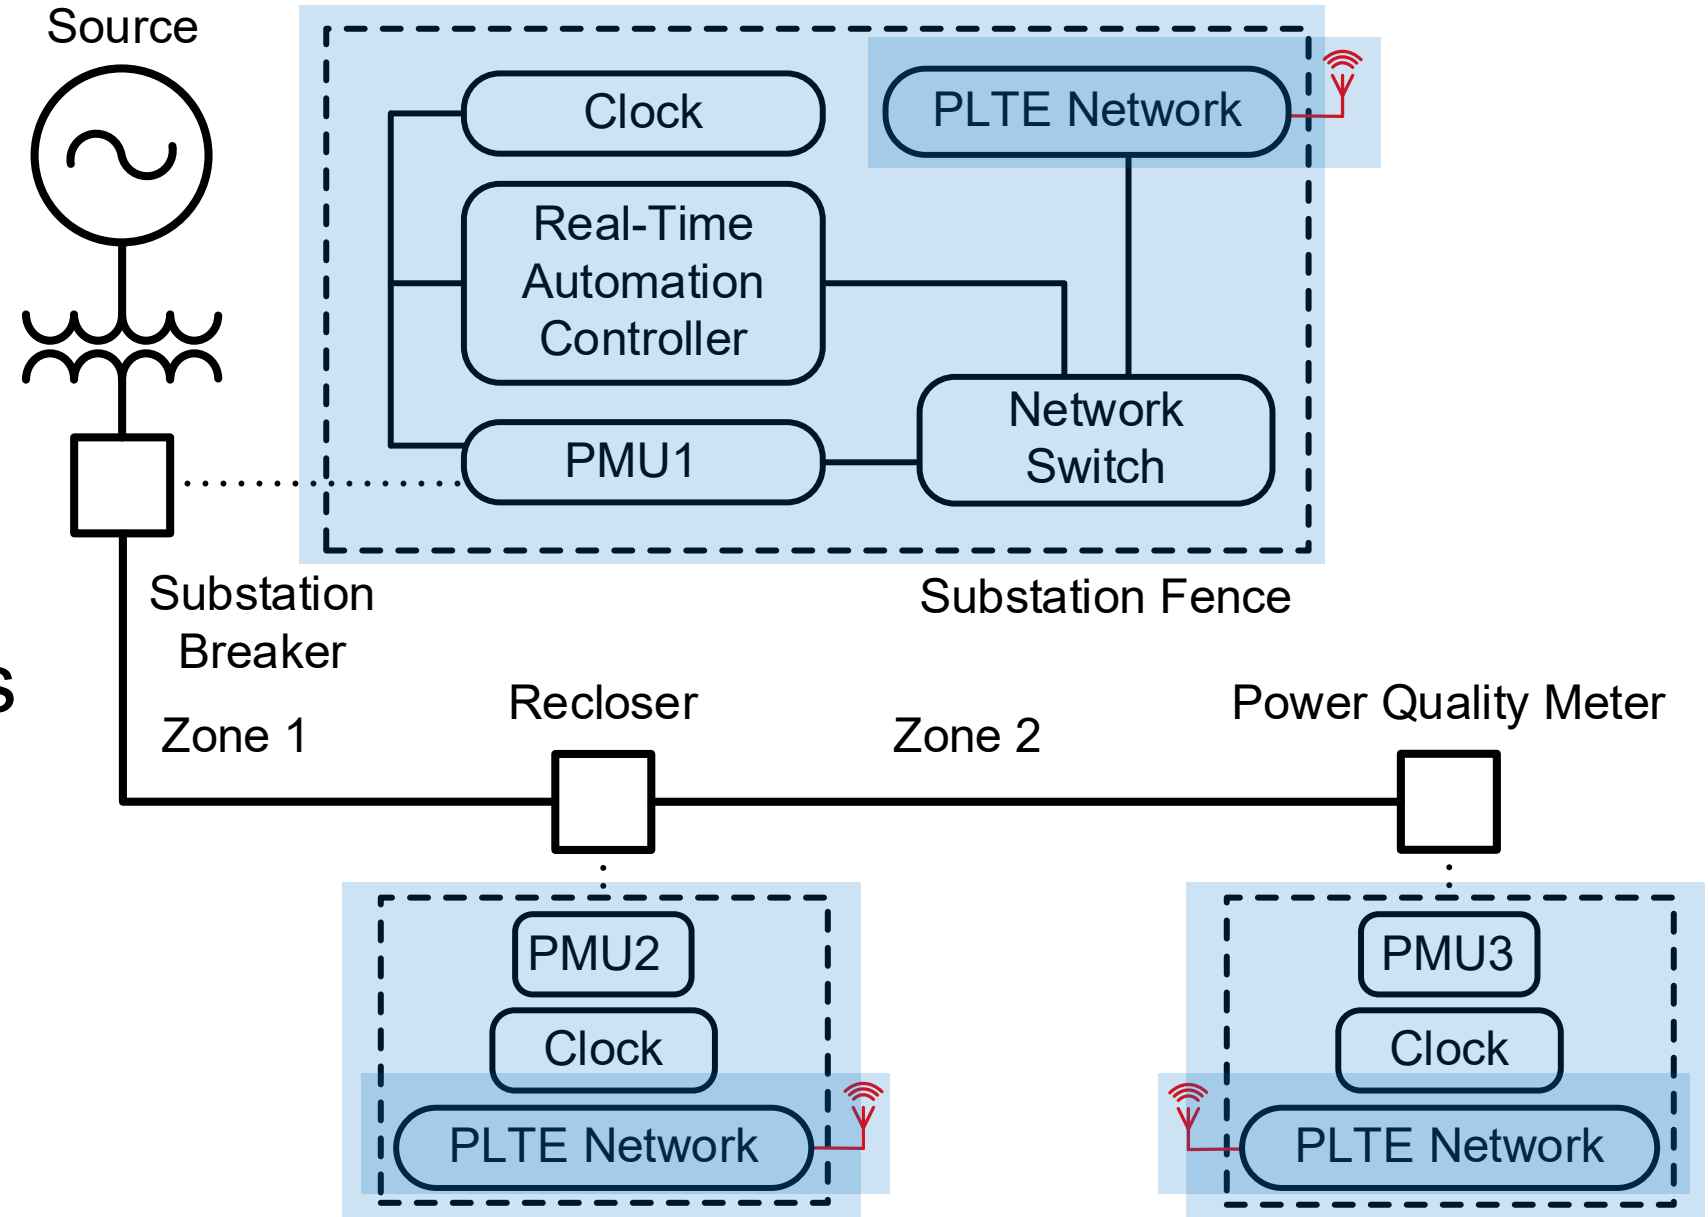 Source
Clock
PLTE Network
Real-Time
Automation
Controller
PMU1
Network
Switch
Substation
Breaker
Substation Fence
s
Zone 1
Recloser
Zone 2
Power Quality Meter
PMU2
Clock
PLTE Network
PMU3
Clock
PLTE Network